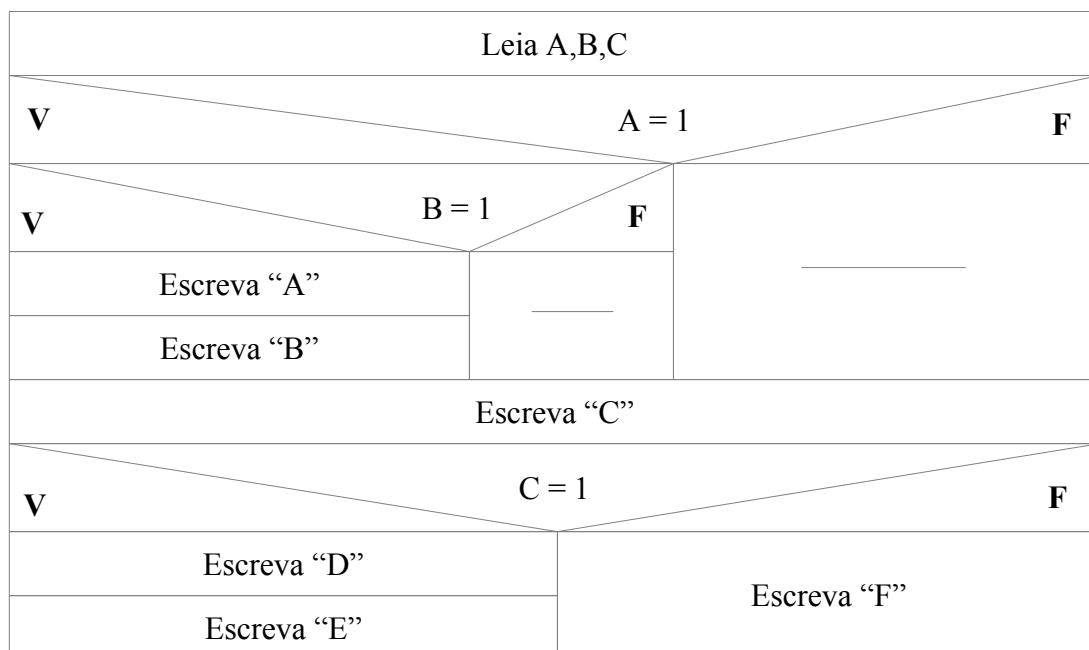 Leia A,B,C
V A = 1 F
V B = 1 F
Escreva “A”
Escreva “B”
Escreva “C”
V C = 1 F
Escreva “D”
Escreva “E”
Escreva “F”